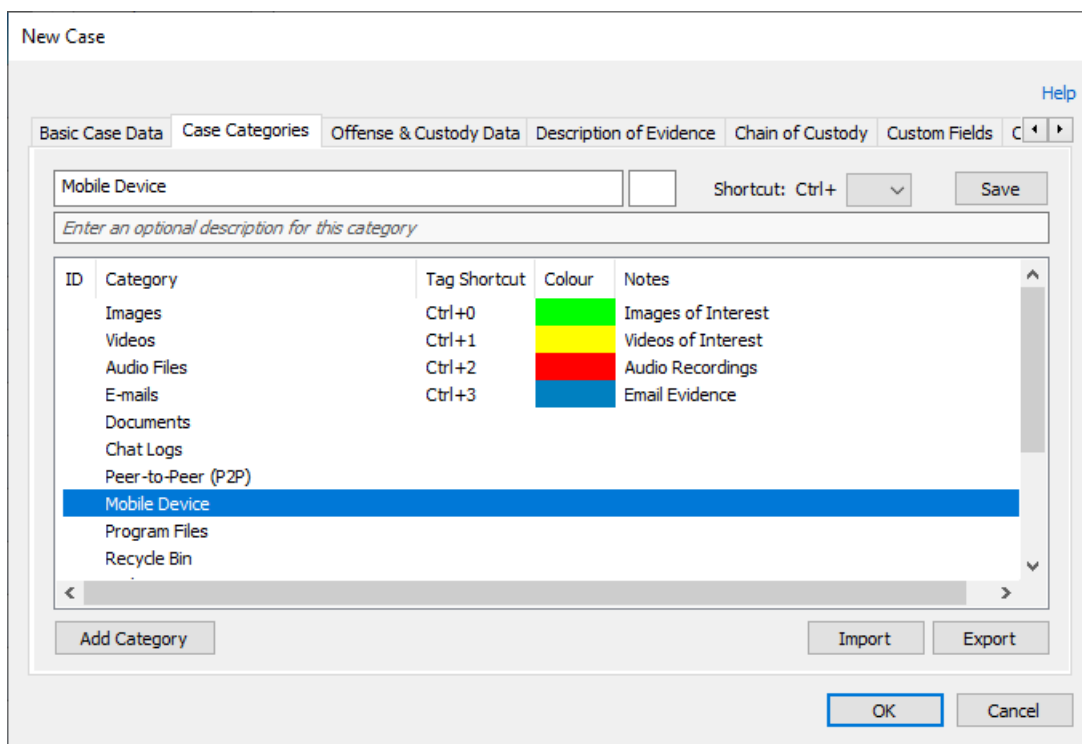 New Case
Help
Basic Case Data Case Categories Offense & Custody Data Description of Evidence Chain of Custody Custom Fields C
Mobile Device Shortcut: Ctrl+ Save
Enter an optional description for this category
ID Category Tag Shortcut Colour Notes
Images Ctrl+0 Images of Interest
Videos Ctrl+1 Videos of Interest
Audio Files Ctrl+2 Audio Recordings
E-mails Ctrl+3 Email Evidence
Documents
Chat Logs
Peer-to-Peer (P2P)
Mobile Device
Program Files
Recycle Bin
Add Category Import Export
OK Cancel